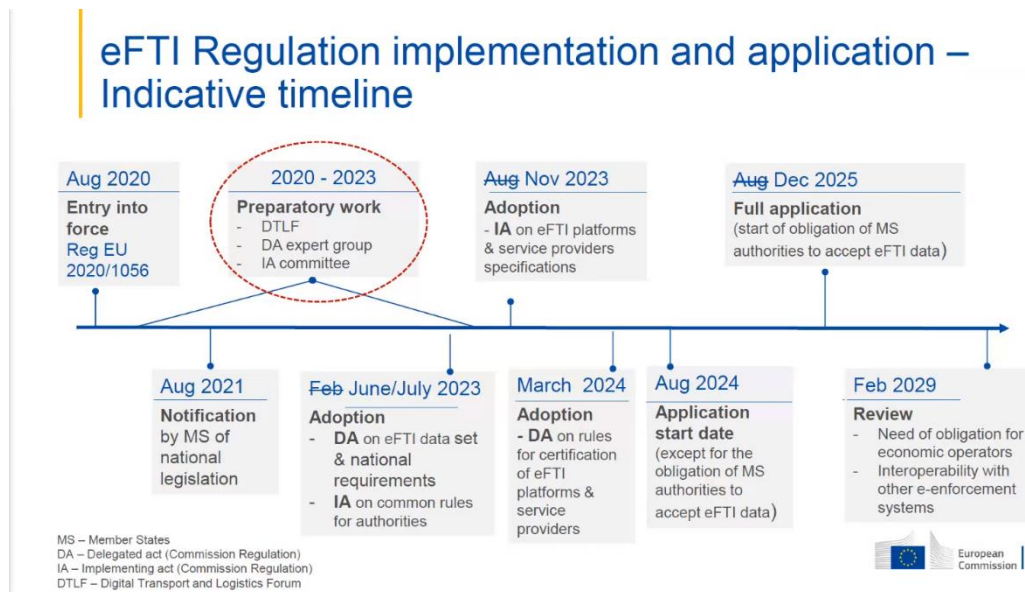 eFTI Regulation implementation and application –
Indicative timeline
Aug 2020
Entry into
force
Reg EU
2020/1056
2020 - 2023
Preparatory work
- DTLF
- DA expert group
- IA committee
Aug Nov 2023
Adoption
- IA on eFTI platforms
& service providers
specifications
Aug Dec 2025
Full application
(start of obligation of MS
authorities to accept eFTI data)
Aug 2021
Notification
by MS of
national
legislation
Feb June/July 2023
Adoption
- DA on eFTI data set
& national
requirements
- IA on common rules
for authorities
March 2024
Adoption
- DA on rules
for certification
of eFTI
platforms &
service
providers
Aug 2024
Application
start date
(except for the
obligation of MS
authorities to
accept eFTI data)
Feb 2029
Review
- Need of obligation for
economic operators
- Interoperability with
other e-enforcement
systems
MS – Member States
DA – Delegated act (Commission Regulation)
IA – Implementing act (Commission Regulation)
DTLF – Digital Transport and Logistics Forum
European
Commission